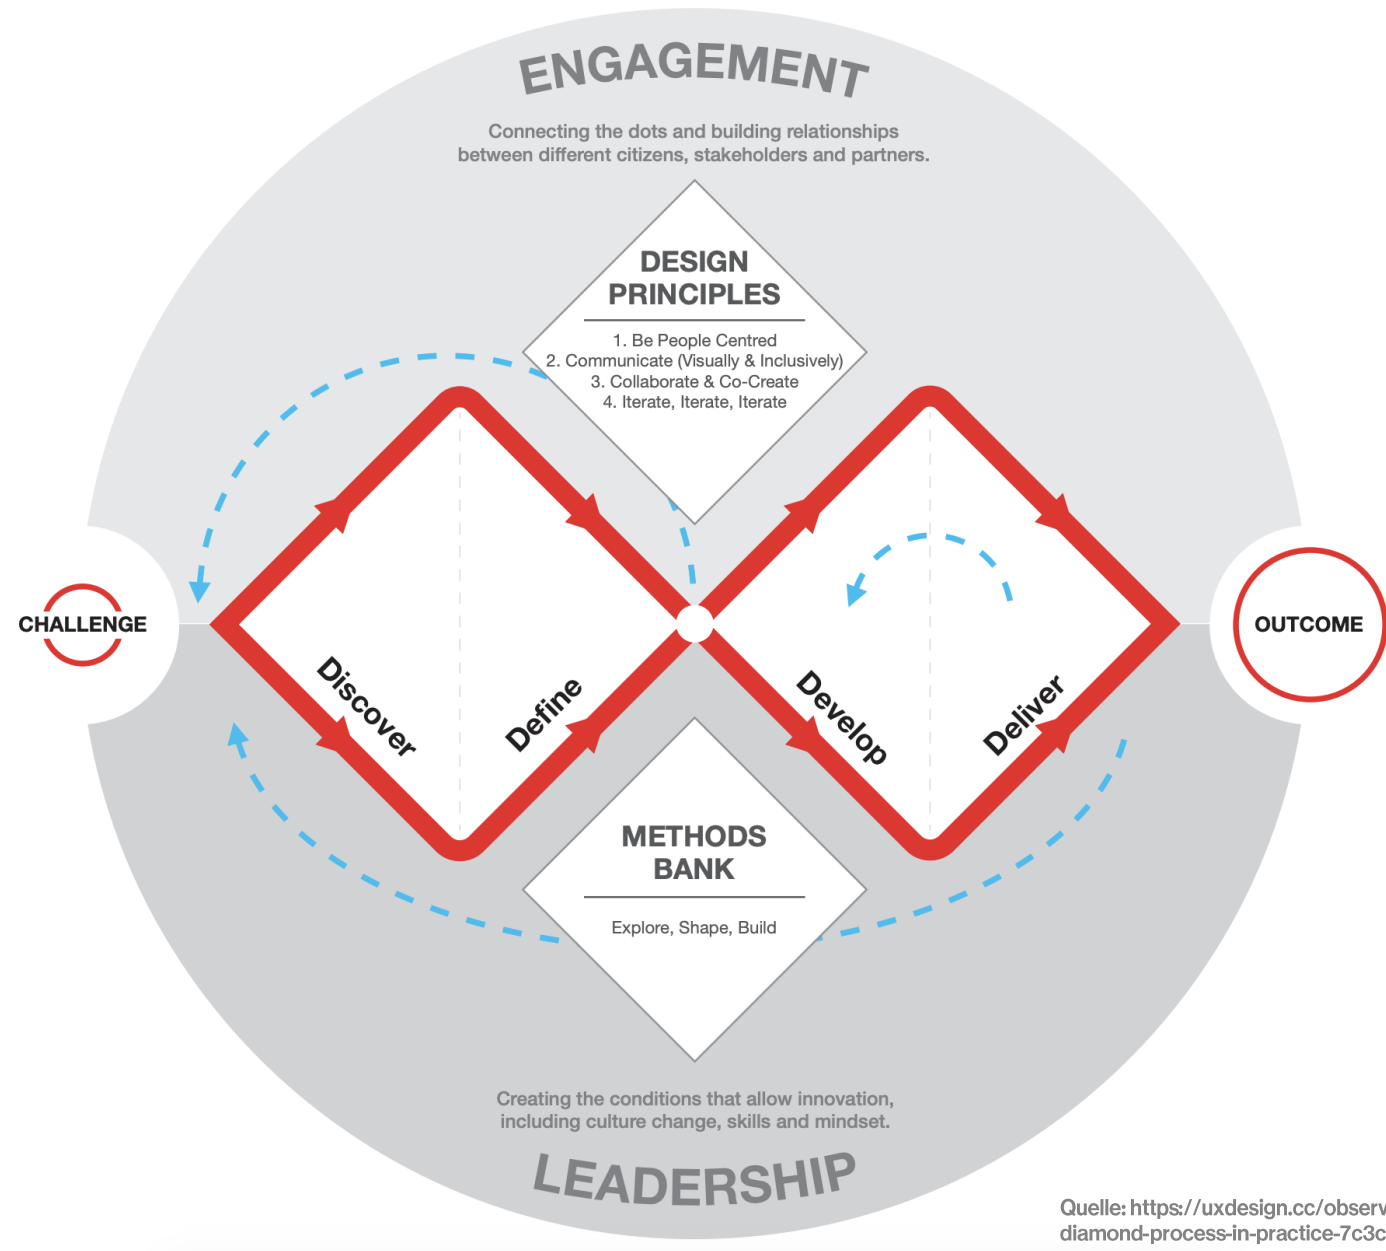 ENGAGEMENT
Connecting the dots and building relationships
between different citizens, stakeholders and partners.
DESIGN
PRINCIPLES
1. Be People Centred
2. Communicate (Visually & Inclusively)
3. Collaborate & Co-Create
4. Iterate, Iterate, Iterate
CHALLENGE
OUTCOME
Discover
Define
Develop
Deliver
METHODS
BANK
Explore, Shape, Build
Creating the conditions that allow innovation,
including culture change, skills and mindset.
LEADERSHIP
Quelle: https://uxdesign.cc/observ
diamond-process-in-practice-7c3c